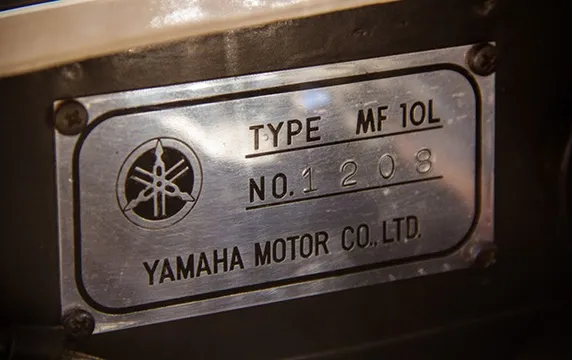 TYPE MF 10L
NO. 1208
YAMAHA MOTOR CO., LTD.